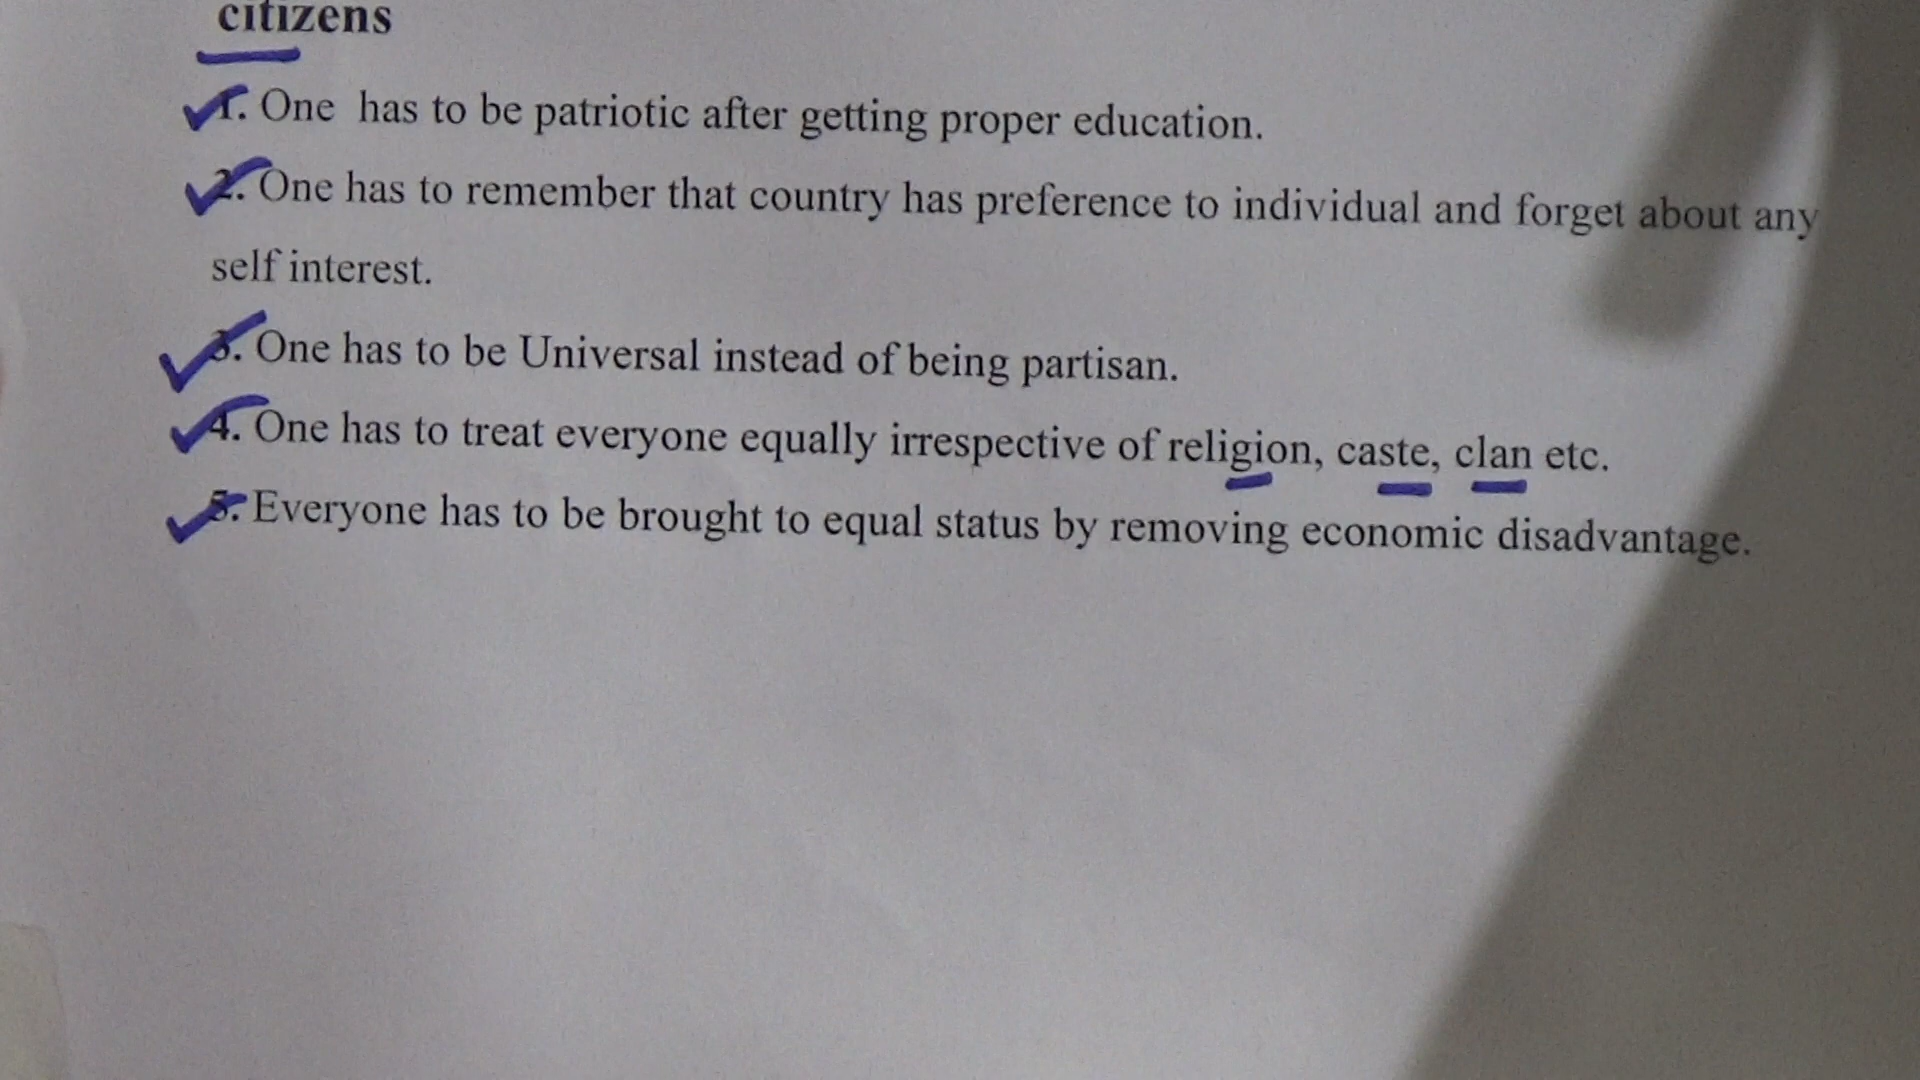 citizens
1. One has to be patriotic after getting proper education.
2. One has to remember that country has preference to individual and forget about any
self interest.
3. One has to be Universal instead of being partisan.
4. One has to treat everyone equally irrespective of religion, caste, clan etc.
5. Everyone has to be brought to equal status by removing economic disadvantage.